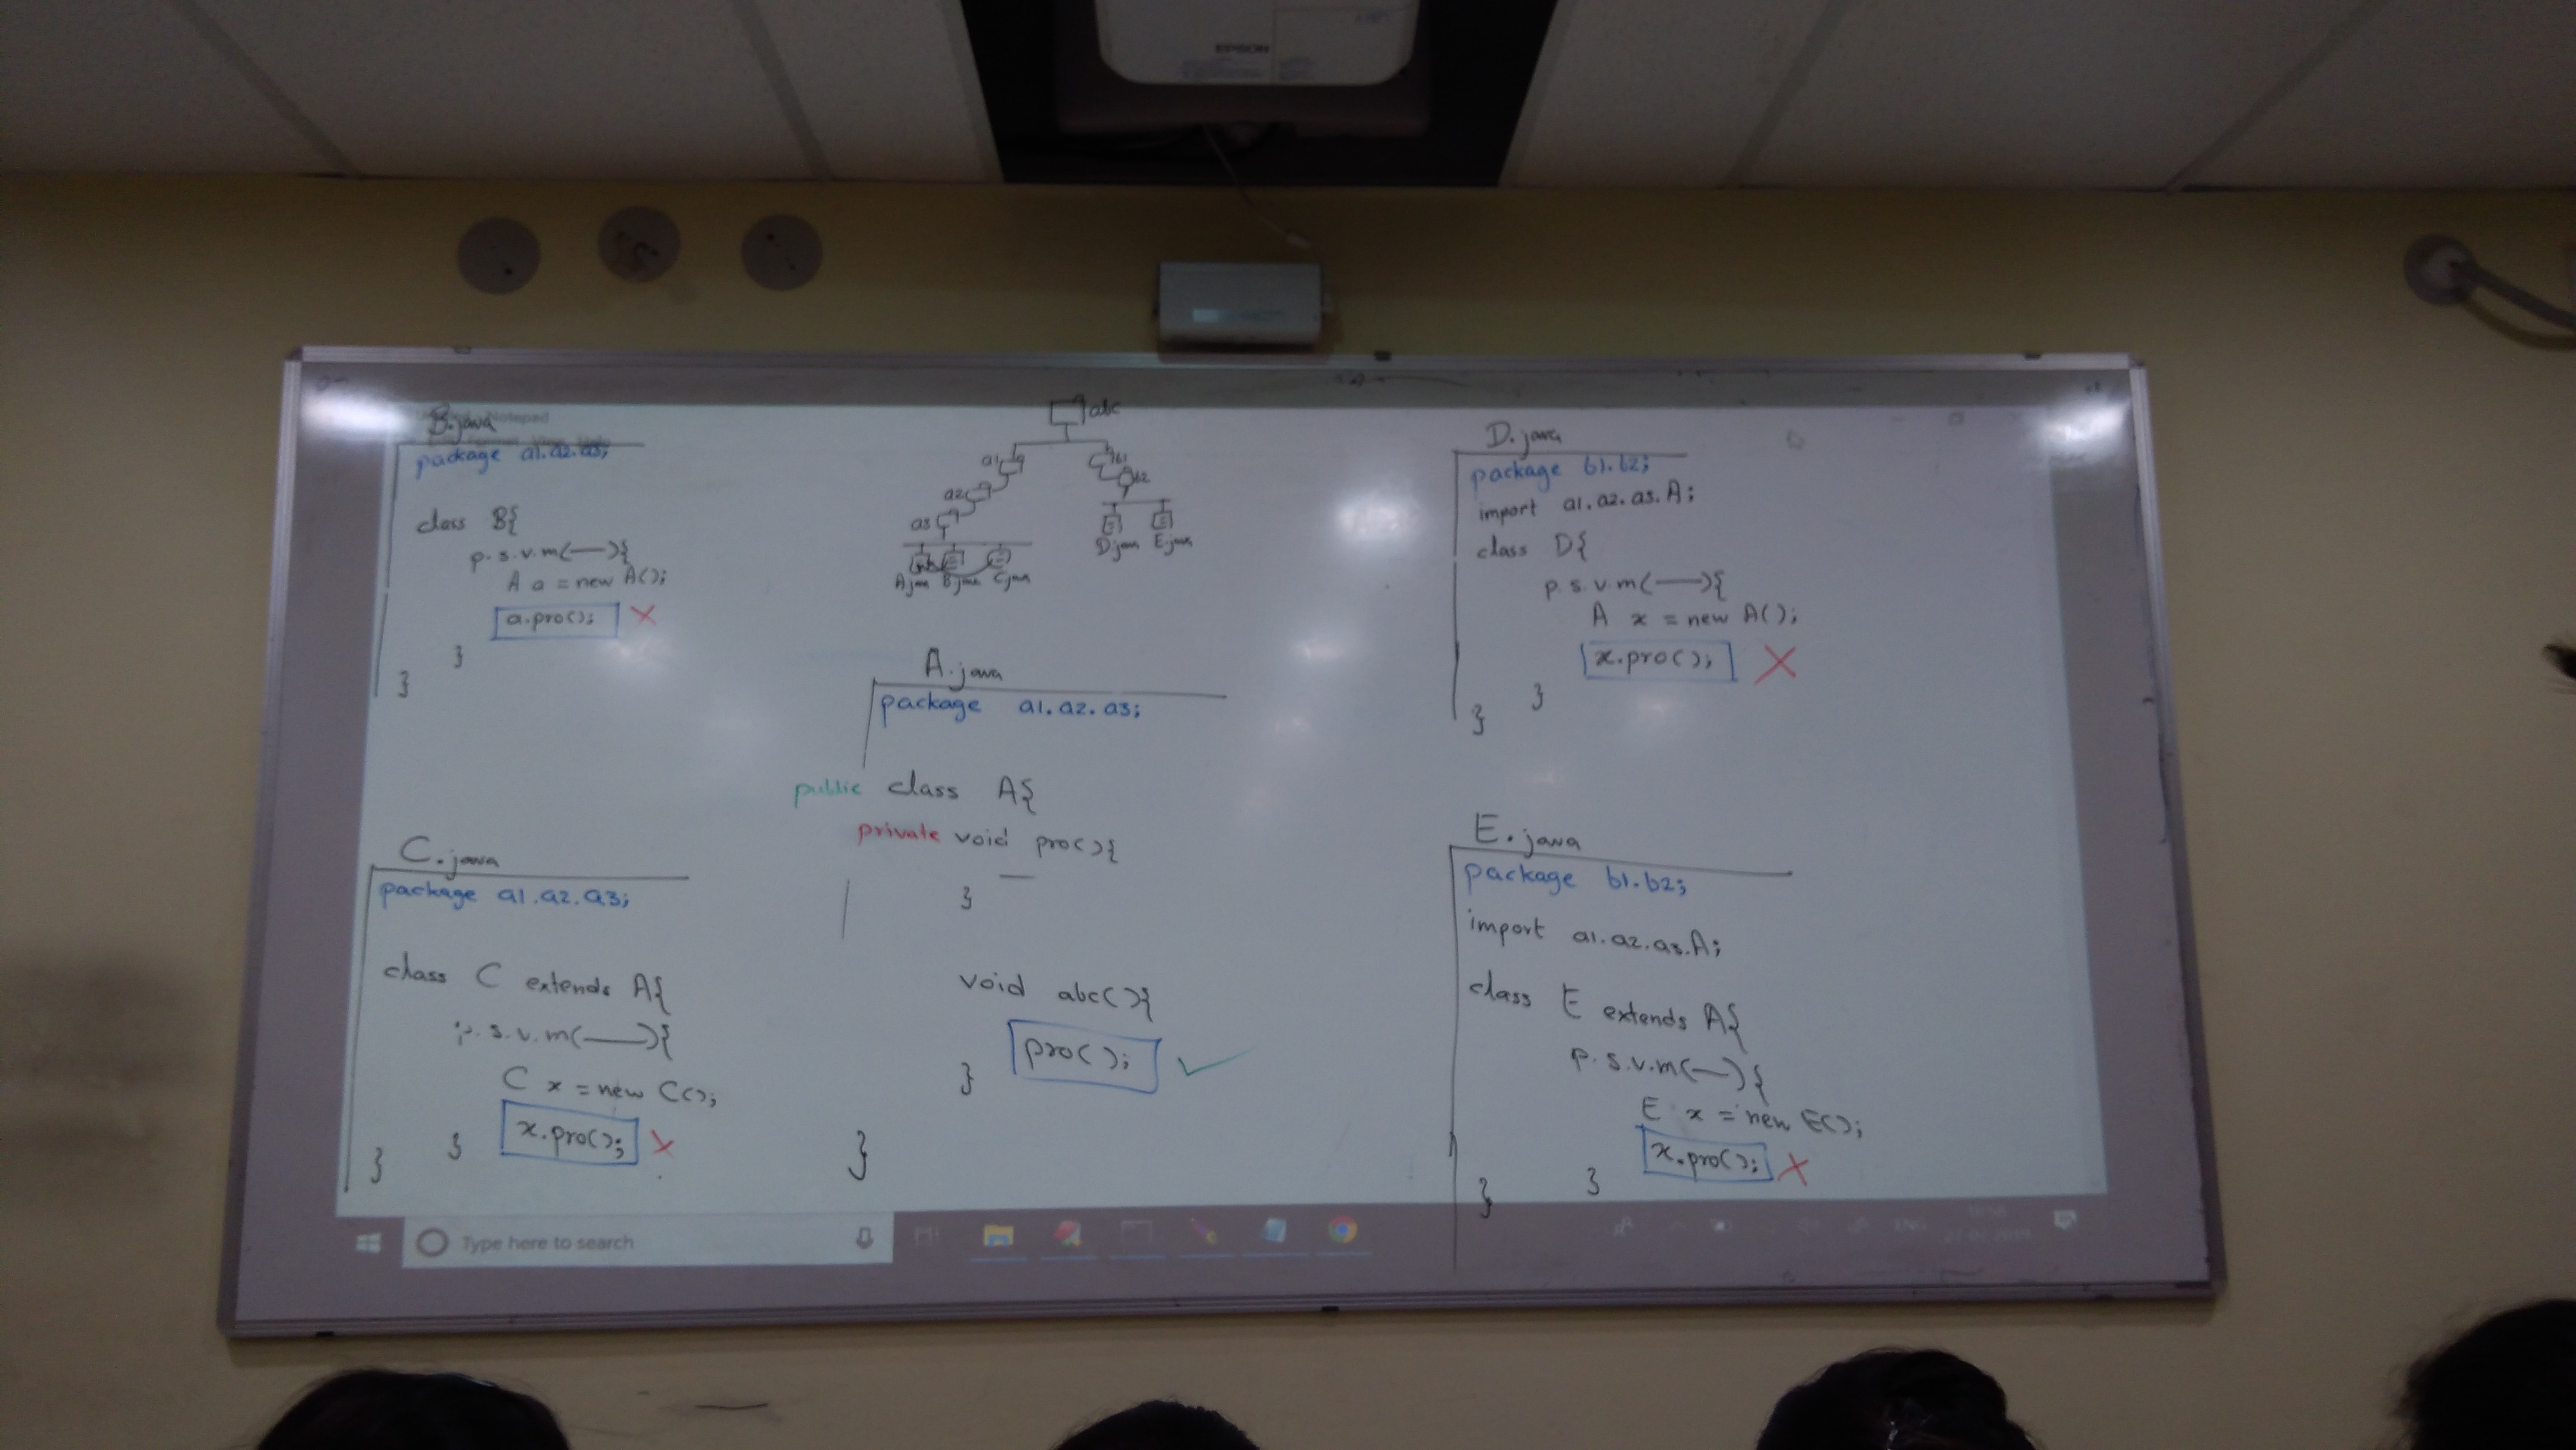 EPSON
B.java
Notepad
package a1.a2.a3;
class B{
p.s.v.m(—){
A a = new A();
a.pro();
}
}
abc
a1
b1
a2
b2
a3
A.java B.java C.java
D.java E.java
D.java
package b1.b2;
import a1.a2.a3.A;
class D{
p.s.v.m(—){
A x = new A();
x.pro();
}
}
A.java
package a1.a2.a3;
public class A{
private void pro(){
—
}
void abc(){
pro();
}
}
C.java
package a1.a2.a3;
class C extends A{
p.s.v.m(—){
C x = new C();
x.pro();
}
}
E.java
package b1.b2;
import a1.a2.a3.A;
class E extends A{
p.s.v.m(—){
E x = new E();
x.pro();
}
}
Type here to search
ENG